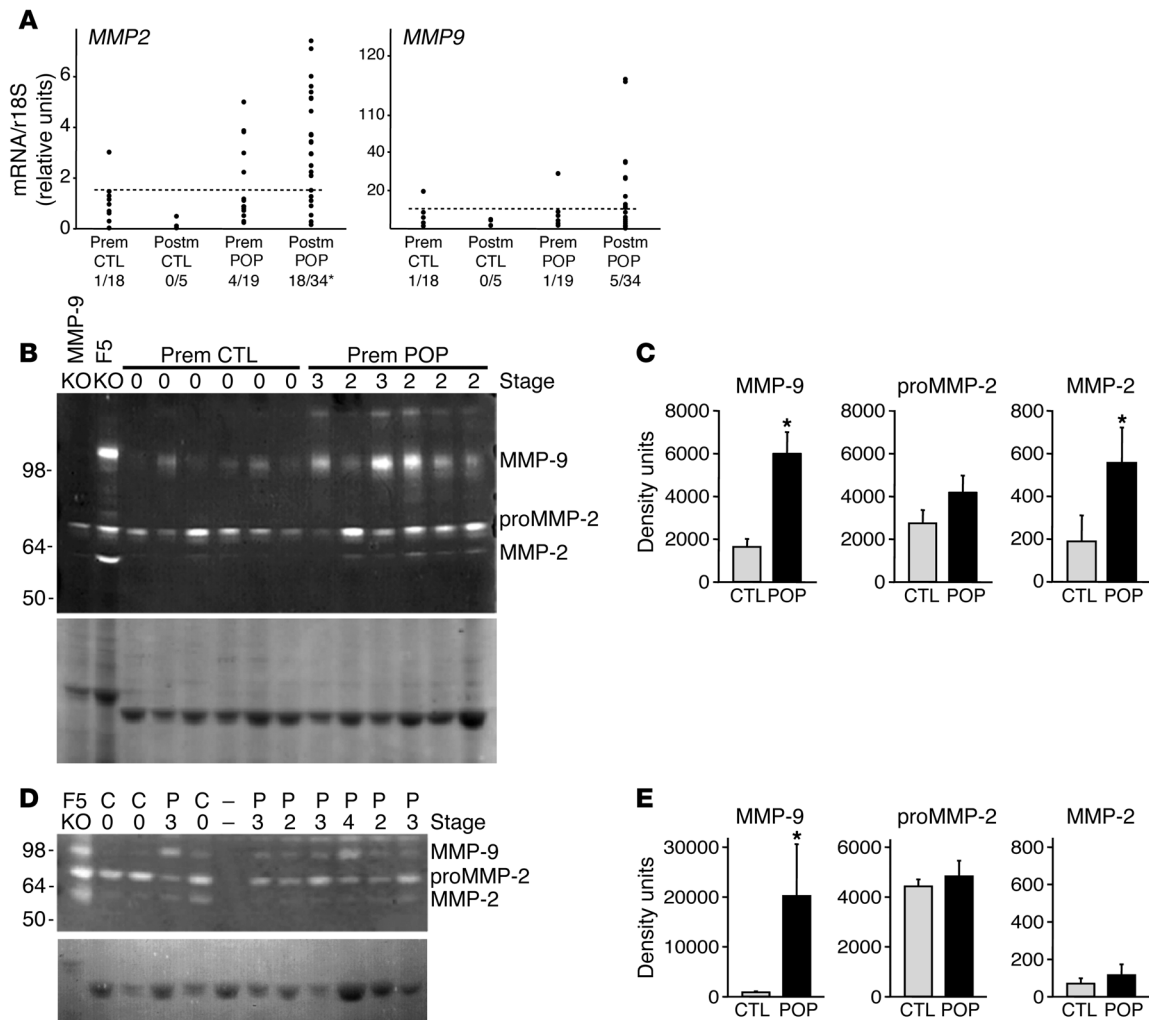 A
MMP2
MMP9
mRNA/r18S
(relative units)
6
4
2
0
120
110
40
20
Prem Postm Prem Postm
CTL CTL POP POP
1/18 0/5 4/19 18/34*
Prem Postm Prem Postm
CTL CTL POP POP
1/18 0/5 1/19 5/34
B
MMP-9
F5
Prem CTL Prem POP
KO KO 0 0 0 0 0 0 3 2 3 2 2 2 Stage
98-
64-
50-
MMP-9
proMMP-2
MMP-2
C
MMP-9 proMMP-2 MMP-2
Density units
8000
6000
4000
2000
0
*
CTL POP
8000
6000
4000
2000
0
CTL POP
800
600
400
200
0
*
CTL POP
D
F5 C C P C – P P P P P P
KO 0 0 3 0 – 3 2 3 4 2 3 Stage
98-
64-
50-
MMP-9
proMMP-2
MMP-2
E
MMP-9 proMMP-2 MMP-2
Density units
30000
20000
10000
0
*
CTL POP
6000
4000
2000
0
CTL POP
800
600
400
200
0
CTL POP